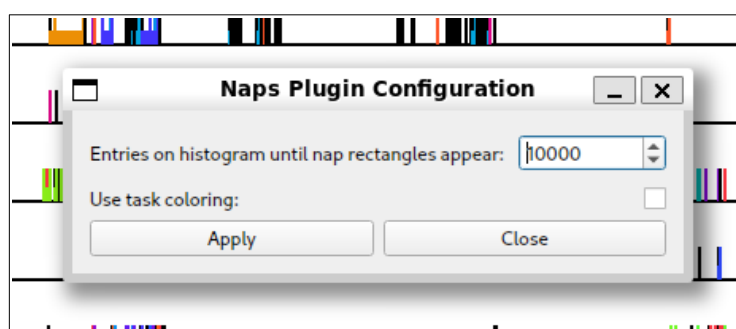 Naps Plugin Configuration
Entries on histogram until nap rectangles appear: 10000
Use task coloring:
Apply Close